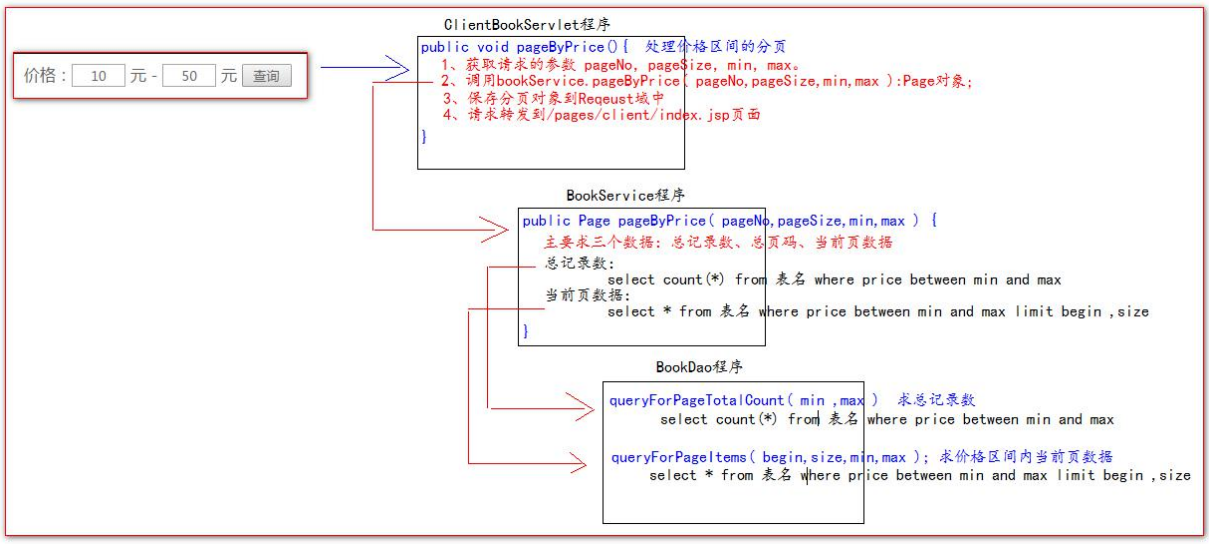 ClientBookServlet程序
价格：10 元 - 50 元 查询
public void pageByPrice(){ 处理价格区间的分页
1、获取请求的参数 pageNo, pageSize, min, max。
2、调用bookService.pageByPrice( pageNo,pageSize,min,max ):Page对象;
3、保存分页对象到Reqeust域中
4、请求转发到/pages/client/index.jsp页面
}
BookService程序
public Page pageByPrice( pageNo,pageSize,min,max ) {
主要求三个数据：总记录数、总页码、当前页数据
总记录数：
select count(*) from 表名 where price between min and max
当前页数据：
select * from 表名 where price between min and max limit begin ,size
}
BookDao程序
queryForPageTotalCount( min ,max ) 求总记录数
select count(*) from 表名 where price between min and max
queryForPageItems( begin,size,min,max ); 求价格区间内当前页数据
select * from 表名 where price between min and max limit begin ,size